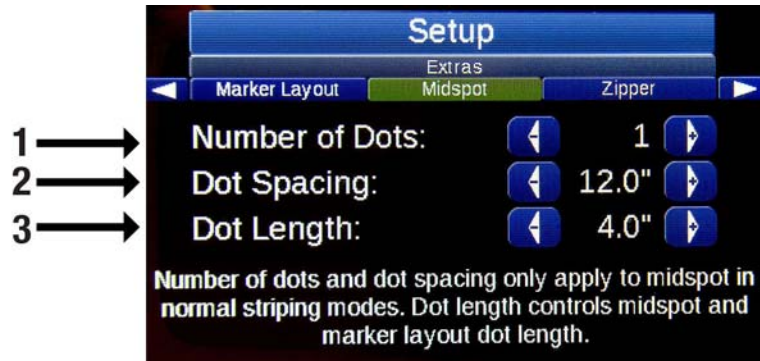 Setup
Extras
Marker Layout Midspot Zipper
1 Number of Dots: - 1 +
2 Dot Spacing: - 12.0" +
3 Dot Length: - 4.0" +
Number of dots and dot spacing only apply to midspot in
normal striping modes. Dot length controls midspot and
marker layout dot length.